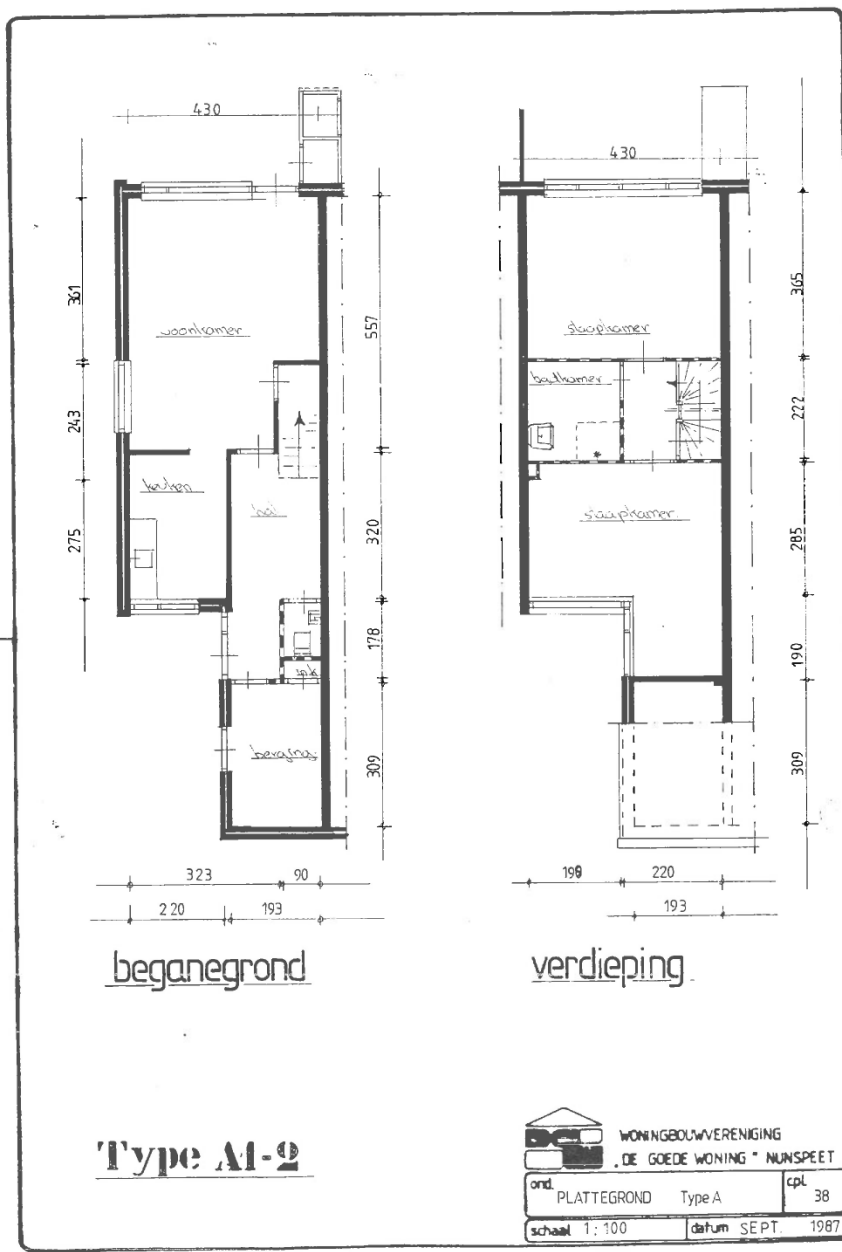 430
430
361
243
275
557
320
178
309
365
222
285
190
309
woonkamer
keuken
hal
berging
slaapkamer
badkamer
slaapkamer
323
90
220
193
198
220
193
beganegrond
verdieping
Type A1-2
WONINGBOUWVERENIGING
„DE GOEDE WONING" NUNSPEET
ond.
PLATTEGROND Type A
cpl.
38
schaal 1:100
datum SEPT. 1987